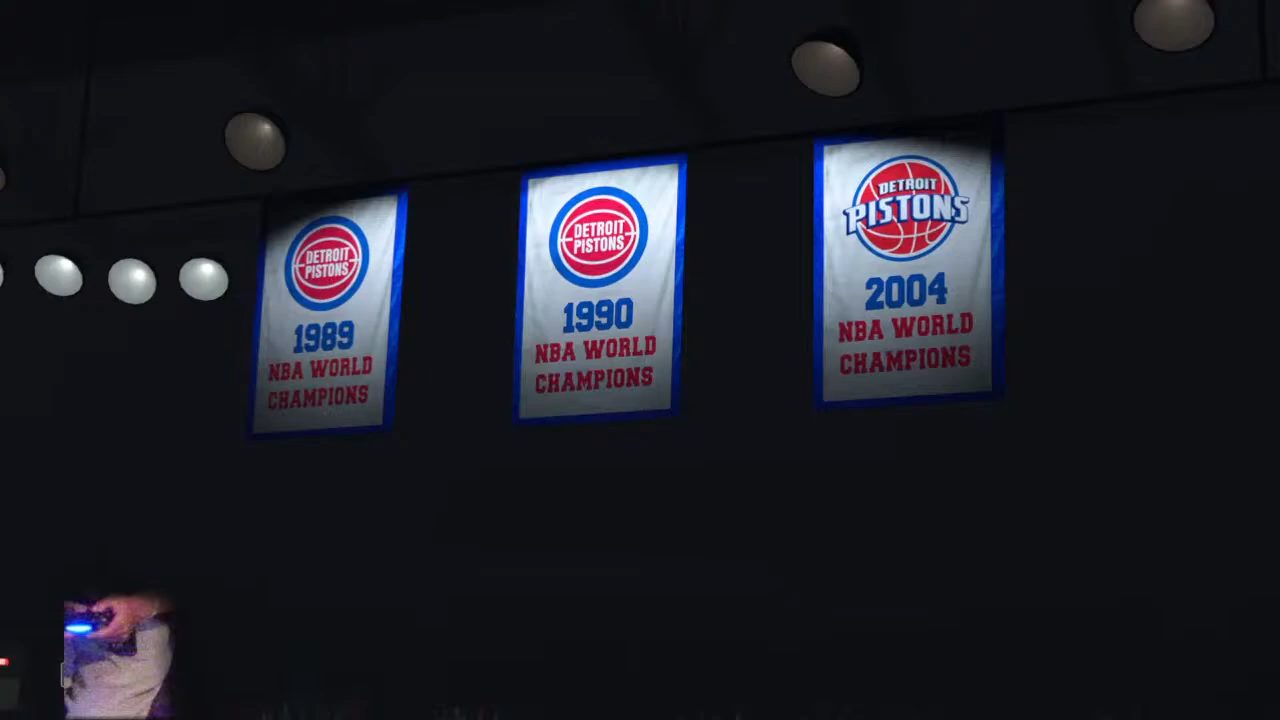 DETROIT
PISTONS
1989
NBA WORLD
CHAMPIONS
DETROIT
PISTONS
1990
NBA WORLD
CHAMPIONS
DETROIT
PISTONS
2004
NBA WORLD
CHAMPIONS